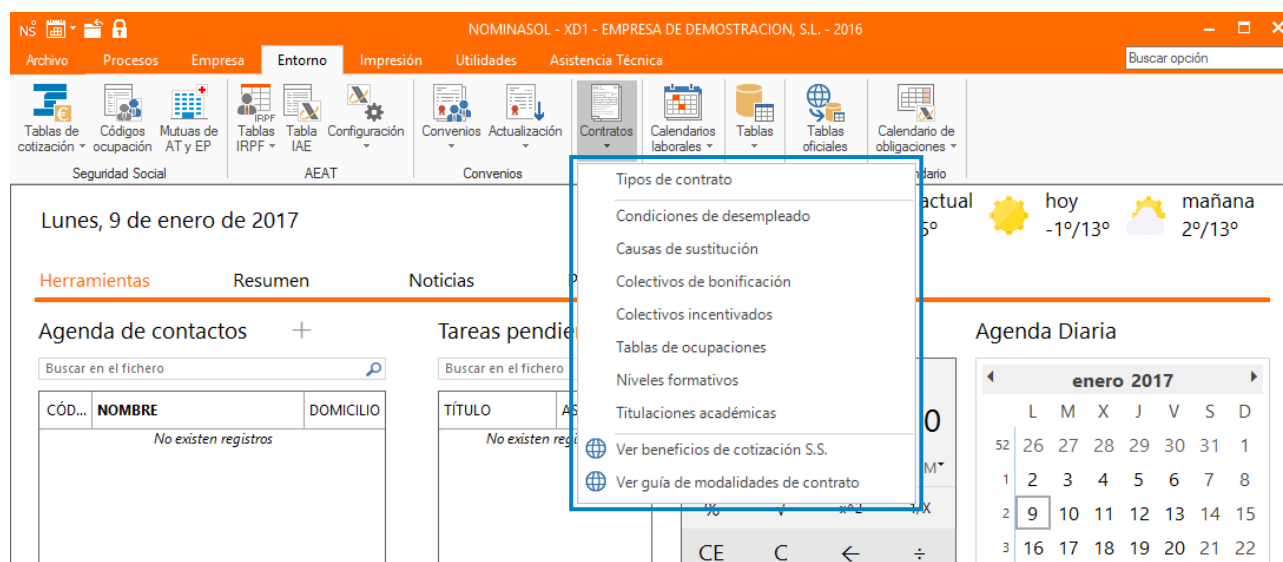 NS
NOMINASOL - XD1 - EMPRESA DE DEMOSTRACION, S.L. - 2016
Archivo Procesos Empresa Entorno Impresión Utilidades Asistencia Técnica Buscar opción
Tablas de cotización
Códigos ocupación
Mutuas de AT y EP
IRPF
Tablas IRPF
Tabla IAE
Configuración
Convenios
Actualización
Contratos
Calendarios laborales
Tablas
Tablas oficiales
Calendario de obligaciones
Seguridad Social AEAT Convenios
Tipos de contrato
Condiciones de desempleado
Causas de sustitución
Colectivos de bonificación
Colectivos incentivados
Tablas de ocupaciones
Niveles formativos
Titulaciones académicas
Ver beneficios de cotización S.S.
Ver guía de modalidades de contrato
Lunes, 9 de enero de 2017
hoy
-1º/13º
mañana
2º/13º
Herramientas Resumen Noticias
Agenda de contactos
Buscar en el fichero
CÓD... NOMBRE DOMICILIO
No existen registros
Tareas
Buscar en el fichero
TÍTULO
No existen
0
% √ x^2 1/X
CE C ← ÷
Agenda Diaria
enero 2017
L M X J V S D
52 26 27 28 29 30 31 1
1 2 3 4 5 6 7 8
2 9 10 11 12 13 14 15
3 16 17 18 19 20 21 22